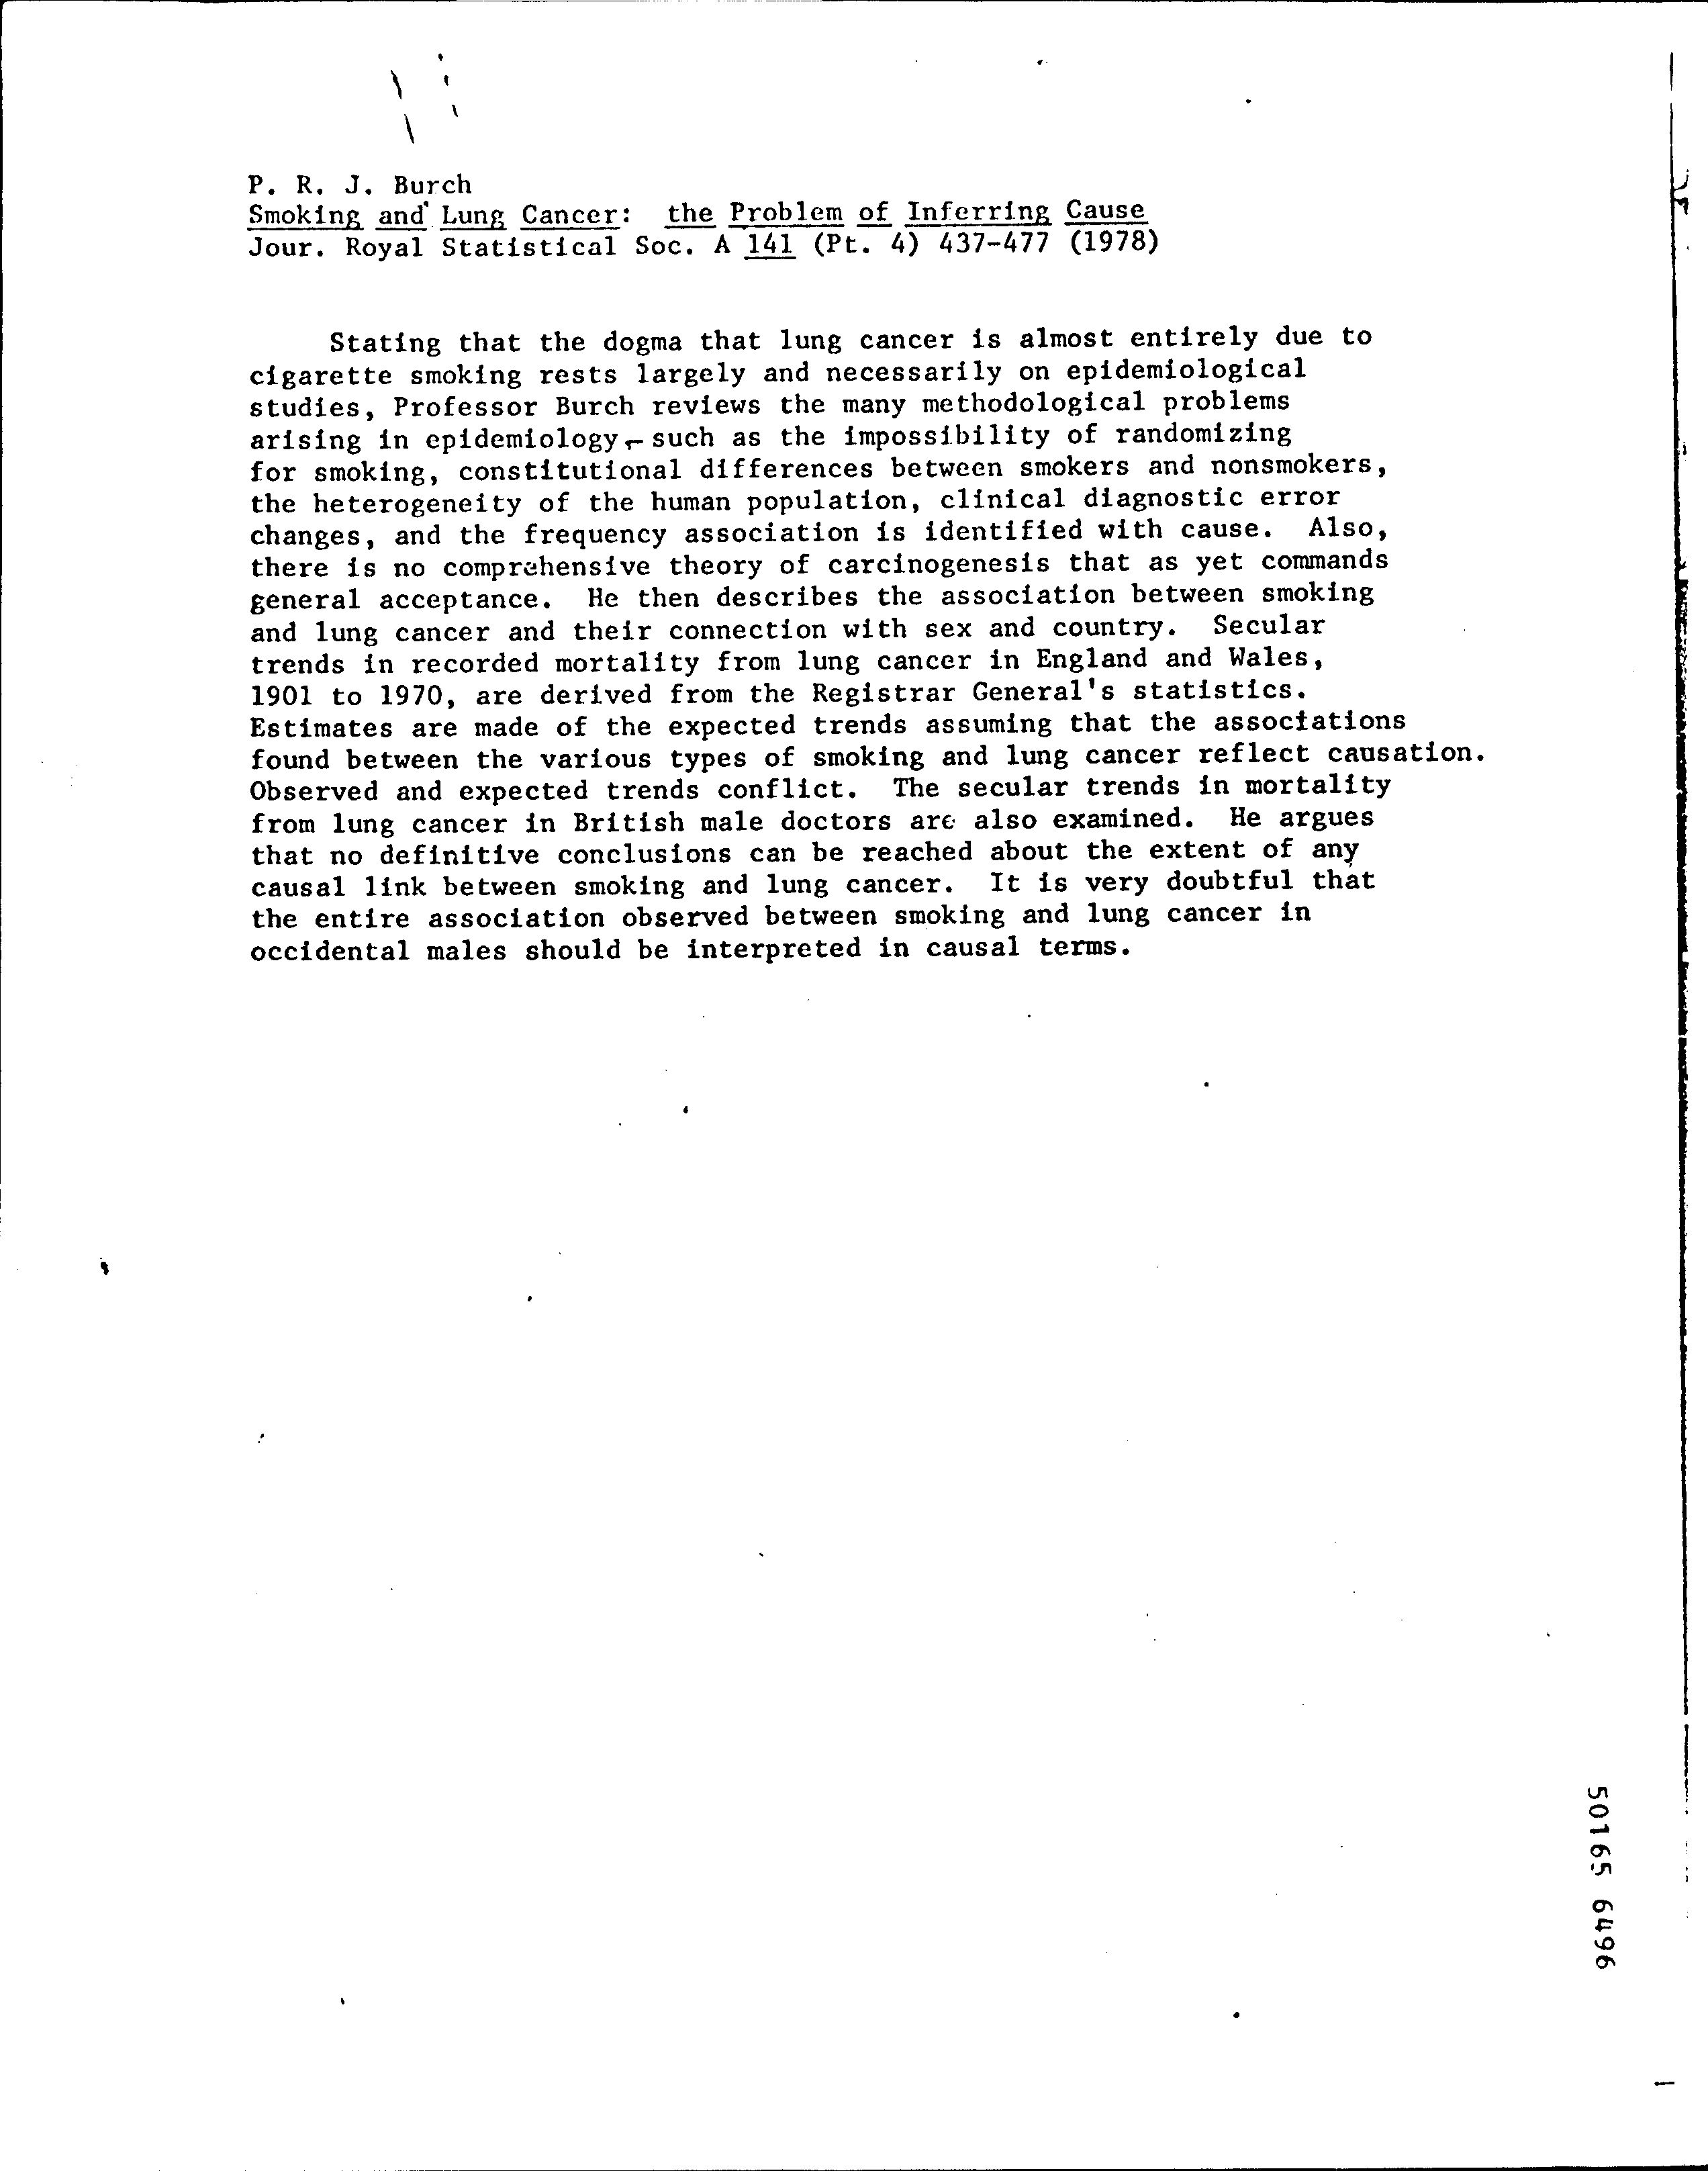 P. R. J. Burch
Smoking and Lung Cancer: the Problem of Inferring Cause
Jour. Royal Statistical Soc. A 141 (Pt. 4) 437-477 (1978)
Stating that the dogma that lung cancer is almost entirely due to
cigarette smoking rests largely and necessarily on epidemiological
studies, Professor Burch reviews the many methodological problems
arising in epidemiology, such as the impossibility of randomizing
for smoking, constitutional differences between smokers and nonsmokers,
the heterogeneity of the human population, clinical diagnostic error
changes, and the frequency association is identified with cause. Also,
there is no comprehensive theory of carcinogenesis that as yet commands
general acceptance. He then describes the association between smoking
and lung cancer and their connection with sex and country. Secular
trends in recorded mortality from lung cancer in England and Wales,
1901 to 1970, are derived from the Registrar General's statistics.
Estimates are made of the expected trends assuming that the associations
found between the various types of smoking and lung cancer reflect causation.
Observed and expected trends conflict. The secular trends in mortality
from lung cancer in British male doctors are also examined. He argues
that no definitive conclusions can be reached about the extent of any
causal link between smoking and lung cancer. It is very doubtful that
the entire association observed between smoking and lung cancer in
occidental males should be interpreted in causal terms.
50165 6496